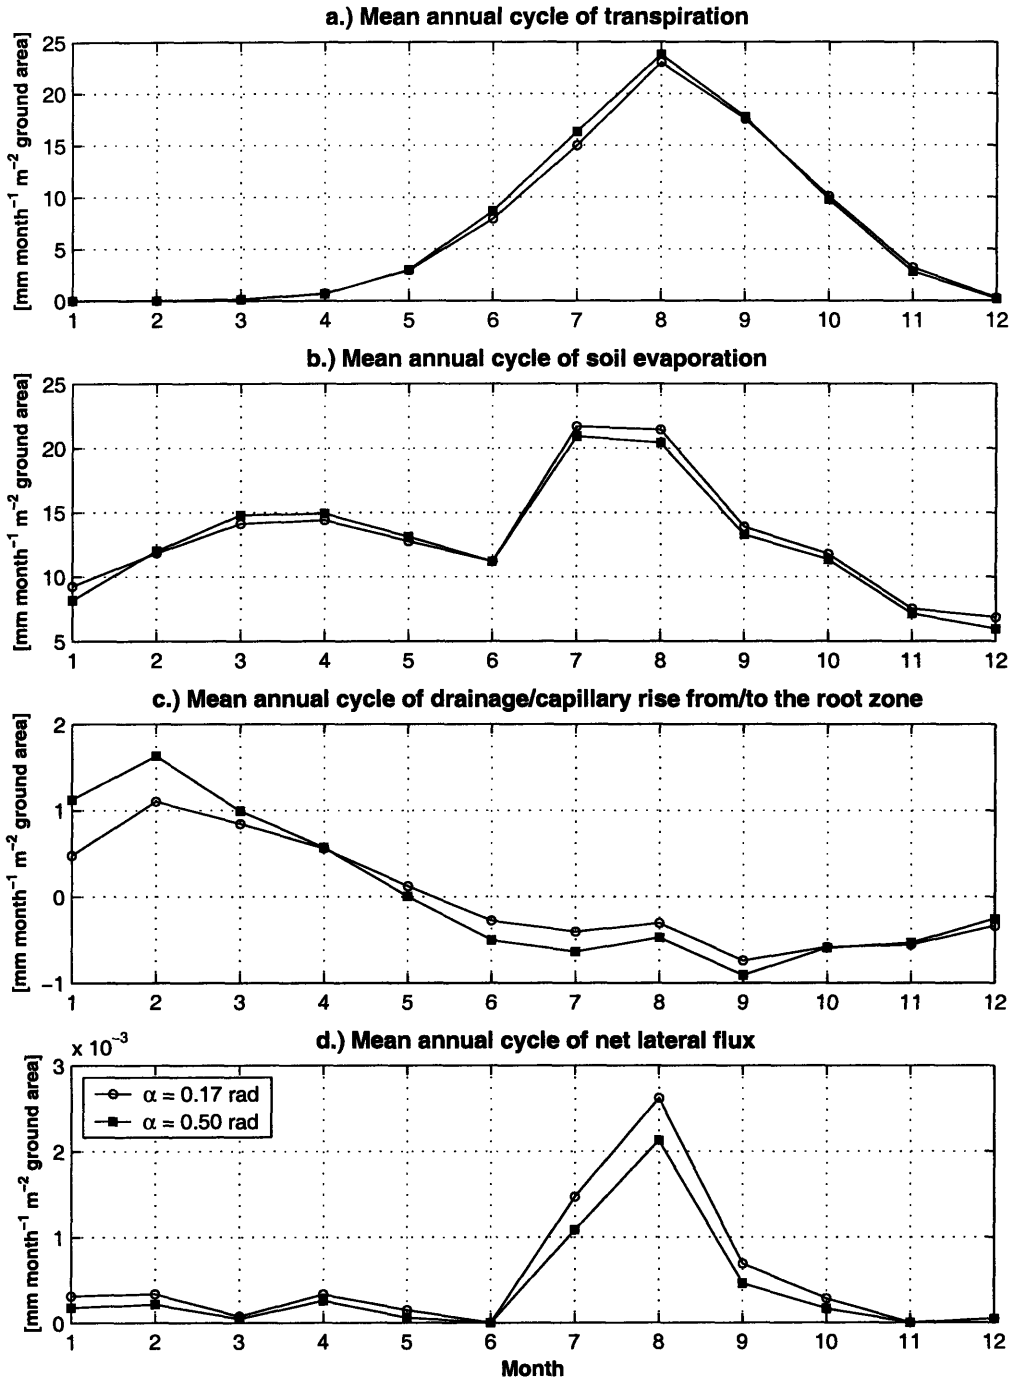 a.) Mean annual cycle of transpiration
[mm month⁻¹ m⁻² ground area]
25
20
15
10
5
0
1 2 3 4 5 6 7 8 9 10 11 12
b.) Mean annual cycle of soil evaporation
[mm month⁻¹ m⁻² ground area]
25
20
15
10
5
1 2 3 4 5 6 7 8 9 10 11 12
c.) Mean annual cycle of drainage/capillary rise from/to the root zone
[mm month⁻¹ m⁻² ground area]
2
1
0
−1
1 2 3 4 5 6 7 8 9 10 11 12
d.) Mean annual cycle of net lateral flux
x 10⁻³
[mm month⁻¹ m⁻² ground area]
3
2
1
0
α = 0.17 rad
α = 0.50 rad
1 2 3 4 5 6 7 8 9 10 11 12
Month